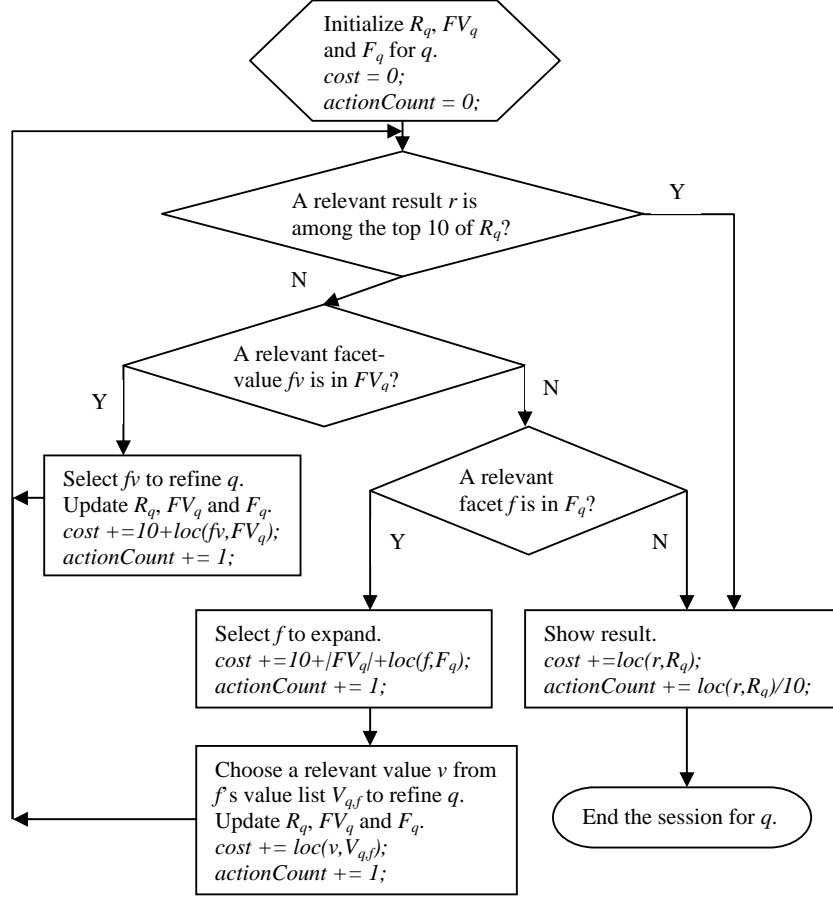 Initialize R_q, FV_q
and F_q for q.
cost = 0;
actionCount = 0;
A relevant result r is
among the top 10 of R_q?
Y
N
A relevant facet-
value fv is in FV_q?
Y
N
Select fv to refine q.
Update R_q, FV_q and F_q.
cost +=10+loc(fv,FV_q);
actionCount += 1;
A relevant
facet f is in F_q?
Y
N
Select f to expand.
cost +=10+|FV_q|+loc(f,F_q);
actionCount += 1;
Show result.
cost +=loc(r,R_q);
actionCount += loc(r,R_q)/10;
Choose a relevant value v from
f's value list V_q,f to refine q.
Update R_q, FV_q and F_q.
cost += loc(v,V_q,f);
actionCount += 1;
End the session for q.